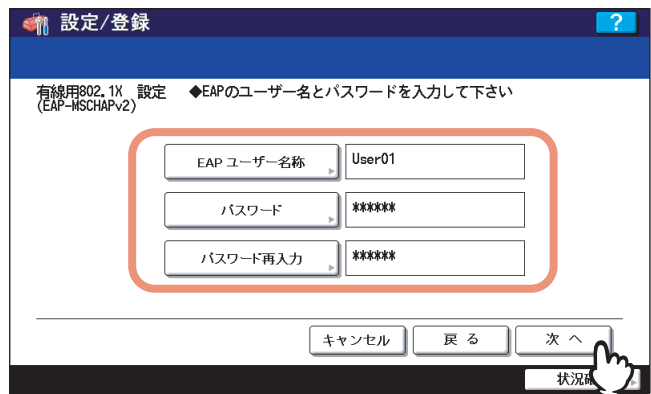 設定/登録
?
有線用802.1X 設定 ◆EAPのユーザー名とパスワードを入力して下さい
(EAP-MSCHAPv2)
EAP ユーザー名称 User01
パスワード ******
パスワード再入力 ******
キャンセル 戻 る 次 へ
状況